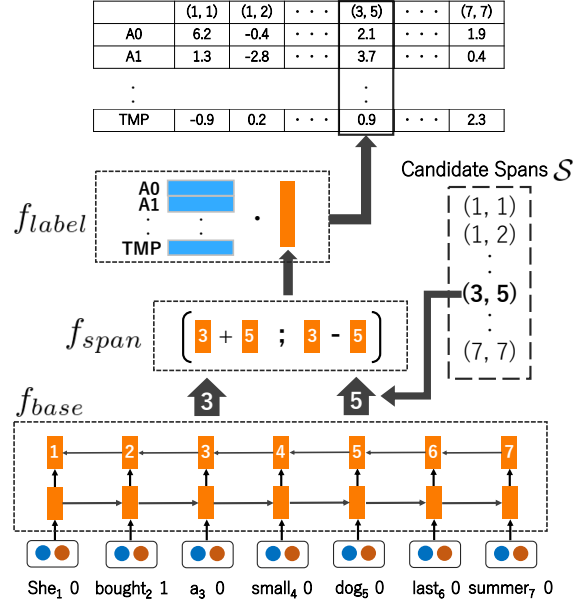 (1, 1) (1, 2) · · · · (3, 5) · · · · (7, 7)
A0 6.2 -0.4 · · · · 2.1 · · · · 1.9
A1 1.3 -2.8 · · · · 3.7 · · · · 0.4
: :
TMP -0.9 0.2 · · · · 0.9 · · · · 2.3
Candidate Spans S
(1, 1)
(1, 2)
:
(3, 5)
:
(7, 7)
f_label
A0
A1
: : ·
TMP
f_span
( 3 + 5 ; 3 - 5 )
3 5
f_base
1 2 3 4 5 6 7
She₁ 0 bought₂ 1 a₃ 0 small₄ 0 dog₅ 0 last₆ 0 summer₇ 0